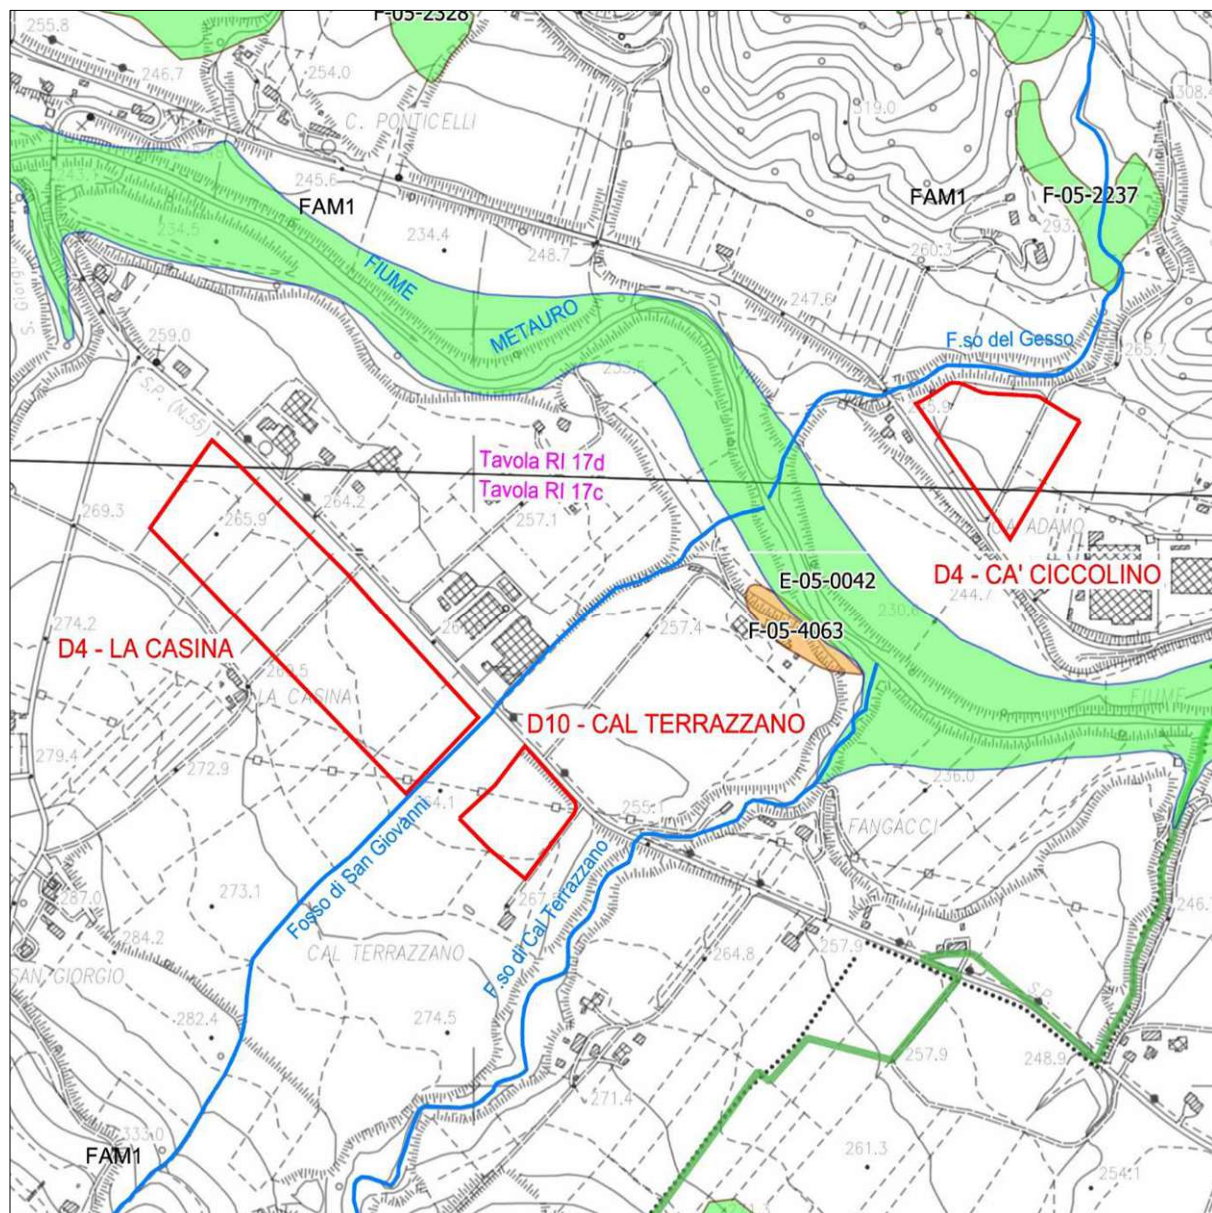 F-05-2328
255.8
246.7
254.0
C. PONTICELLI
319.0
308.4
245.6
FAM1
FAM1
F-05-2237
293.
234.5
234.4
248.7
260.3
FIUME
METAURO
247.6
F.so del Gesso
265.7
S. Giorgi
259.0
S.P. (N.55)
233.5
Tavola RI 17d
Tavola RI 17c
269.3
265.9
264.2
257.1
D4 - CA' CICCOLINO
244.7
E-05-0042
230.8
F-05-4063
274.2
257.4
D4 - LA CASINA
LA CASINA
D10 - CAL TERRAZZANO
FIUME
279.4
272.9
236.0
255.1
FANGACCI
Fosso di San Giovanni
F.so di Cal Terrazzano
287.0
273.1
246.
284.2
CAL TERRAZZANO
264.8
257.9
SAN GIORGIO
S.P.
282.4
274.5
257.9
248.9
271.4
333.0
FAM1
261.3
254.1